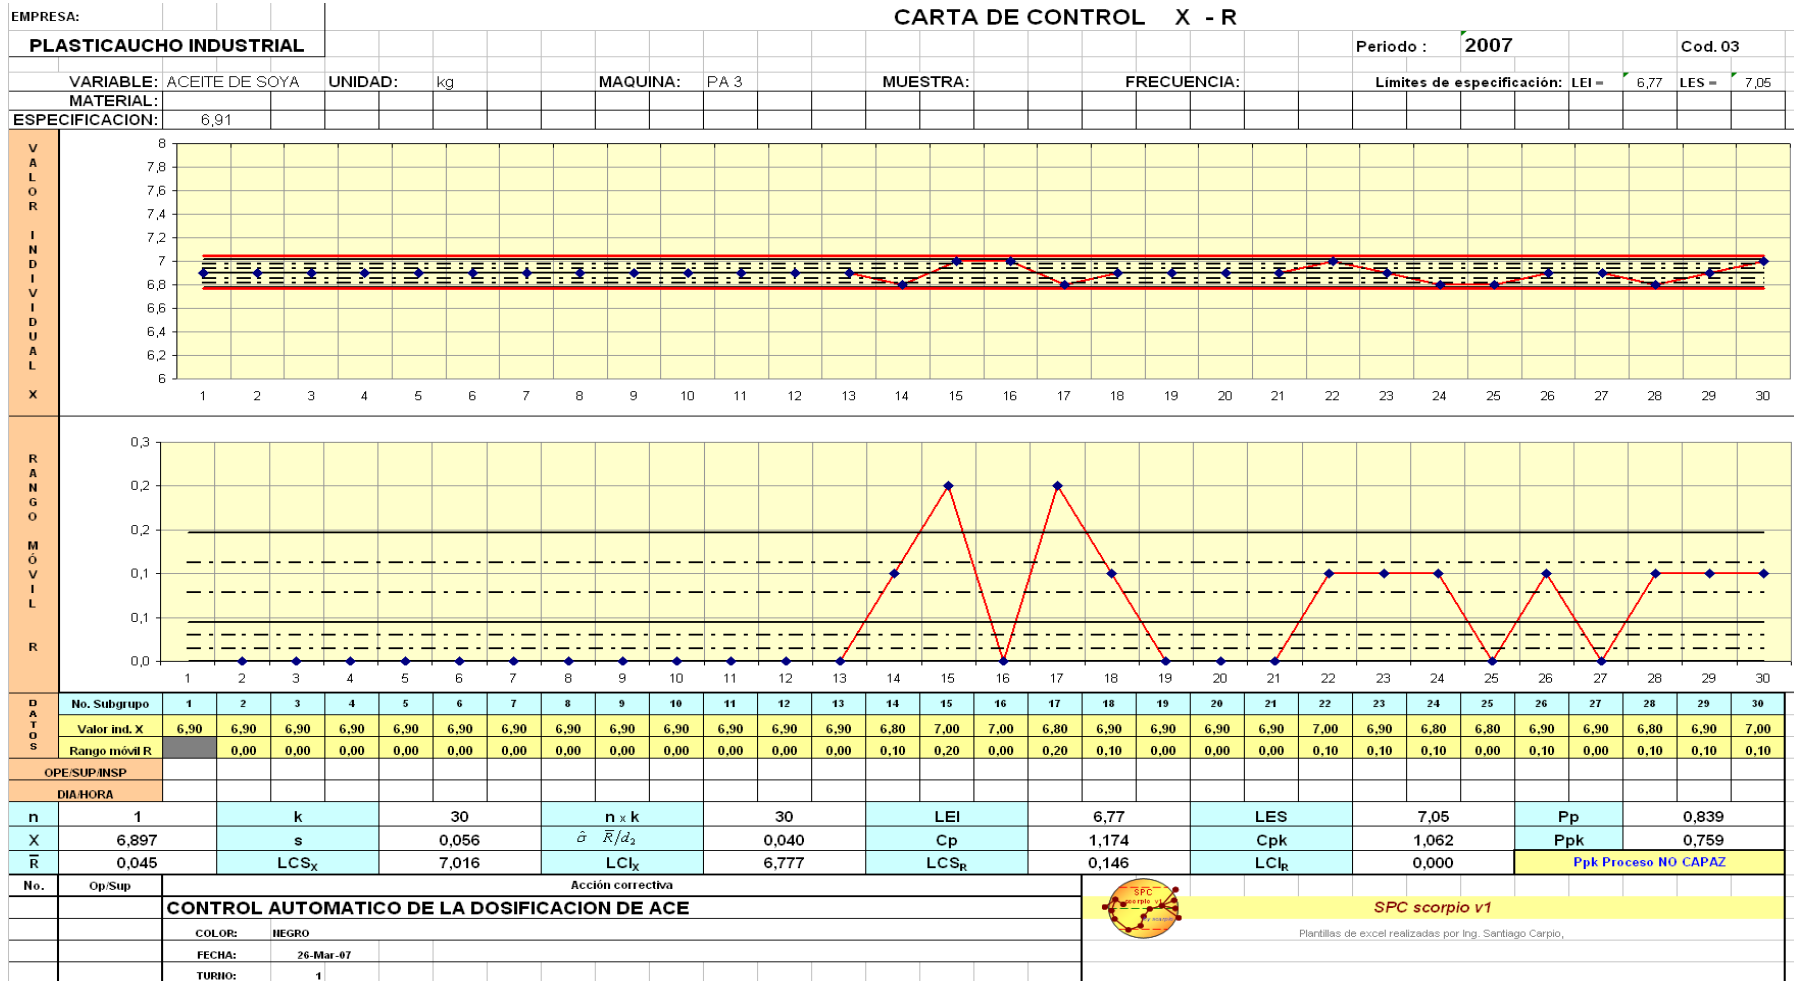 EMPRESA:
CARTA DE CONTROL X - R
PLASTICAUCHO INDUSTRIAL
Periodo : 2007 Cod. 03
VARIABLE: ACEITE DE SOYA UNIDAD: kg MAQUINA: PA 3 MUESTRA: FRECUENCIA: Límites de especificación: LEI = 6,77 LES = 7,05
MATERIAL:
ESPECIFICACION: 6,91
VALOR INDIVIDUAL X
8
7,8
7,6
7,4
7,2
7
6,8
6,6
6,4
6,2
6
1 2 3 4 5 6 7 8 9 10 11 12 13 14 15 16 17 18 19 20 21 22 23 24 25 26 27 28 29 30
RANGO MÓVIL R
0,3
0,2
0,2
0,1
0,1
0,0
1 2 3 4 5 6 7 8 9 10 11 12 13 14 15 16 17 18 19 20 21 22 23 24 25 26 27 28 29 30
DATOS
No. Subgrupo 1 2 3 4 5 6 7 8 9 10 11 12 13 14 15 16 17 18 19 20 21 22 23 24 25 26 27 28 29 30
Valor ind. X 6,90 6,90 6,90 6,90 6,90 6,90 6,90 6,90 6,90 6,90 6,90 6,90 6,90 6,80 7,00 7,00 6,80 6,90 6,90 6,90 6,90 7,00 6,90 6,80 6,80 6,90 6,90 6,80 6,90 7,00
Rango móvil R 0,00 0,00 0,00 0,00 0,00 0,00 0,00 0,00 0,00 0,00 0,00 0,00 0,10 0,20 0,00 0,20 0,10 0,00 0,00 0,00 0,10 0,10 0,10 0,00 0,10 0,00 0,10 0,10 0,10
OPE/SUP/INSP
DIA/HORA
n 1 k 30 n x k 30 LEI 6,77 LES 7,05 Pp 0,839
X 6,897 s 0,056 σ̂ R̅/d₂ 0,040 Cp 1,174 Cpk 1,062 Ppk 0,759
R̅ 0,045 LCSX 7,016 LCIX 6,777 LCSR 0,146 LCIR 0,000 Ppk Proceso NO CAPAZ
No. Op/Sup Acción correctiva
CONTROL AUTOMATICO DE LA DOSIFICACION DE ACE
COLOR: NEGRO
FECHA: 26-Mar-07
TURNO: 1
SPC
scorpio v1
SPC scorpio v1
Plantillas de excel realizadas por Ing. Santiago Carpio,